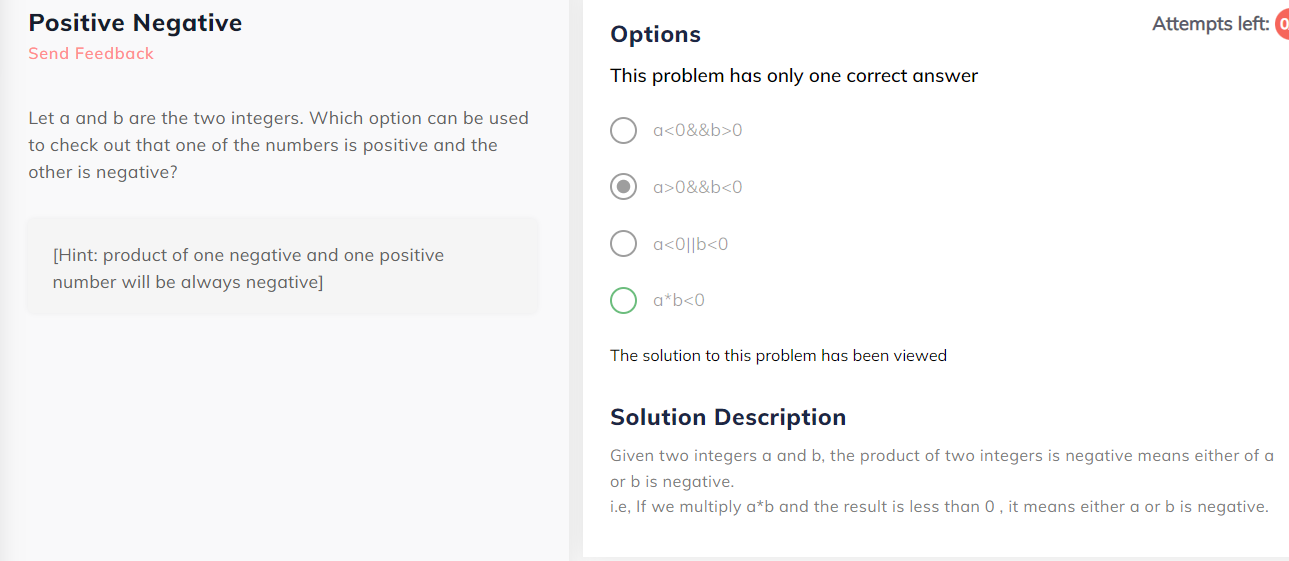 Positive Negative
Send Feedback
Let a and b are the two integers. Which option can be used
to check out that one of the numbers is positive and the
other is negative?
[Hint: product of one negative and one positive
number will be always negative]
Attempts left: 0
Options
This problem has only one correct answer
a<0&&b>0
a>0&&b<0
a<0||b<0
a*b<0
The solution to this problem has been viewed
Solution Description
Given two integers a and b, the product of two integers is negative means either of a
or b is negative.
i.e, If we multiply a*b and the result is less than 0 , it means either a or b is negative.